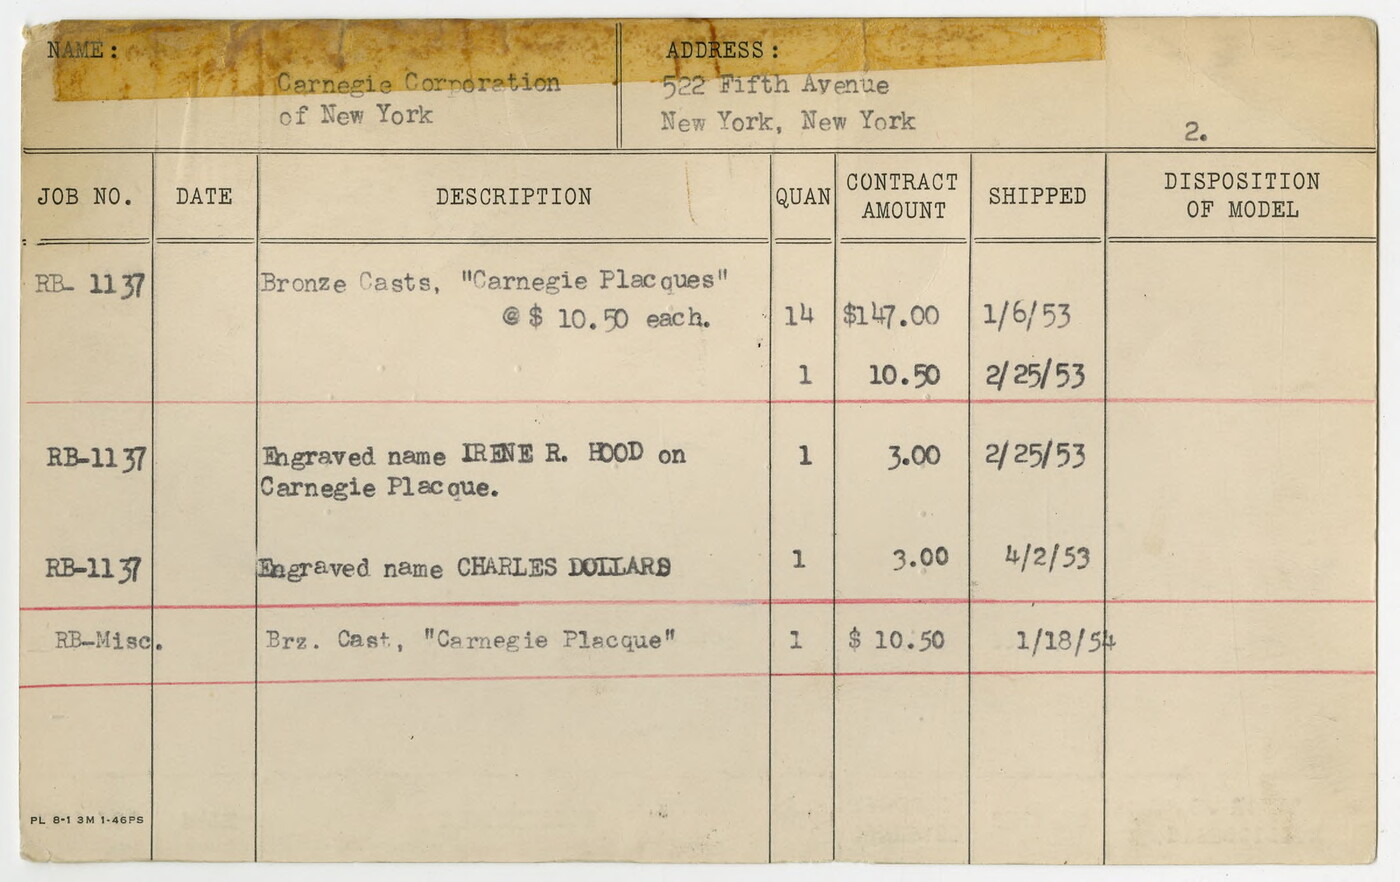 NAME: ADDRESS:
Carnegie Corporation 522 Fifth Avenue
of New York New York, New York 2.
JOB NO. DATE DESCRIPTION QUAN CONTRACT AMOUNT SHIPPED DISPOSITION OF MODEL
RB- 1137 Bronze Casts, "Carnegie Placques"
@ $ 10.50 each. 14 $147.00 1/6/53
1 10.50 2/25/53
RB-1137 Engraved name IRENE R. HOOD on 1 3.00 2/25/53
Carnegie Placque.
RB-1137 Engraved name CHARLES DOLLARD 1 3.00 4/2/53
RB-Misc. Brz. Cast, "Carnegie Placque" 1 $ 10.50 1/18/54
PL 8-1 3M 1-46PS